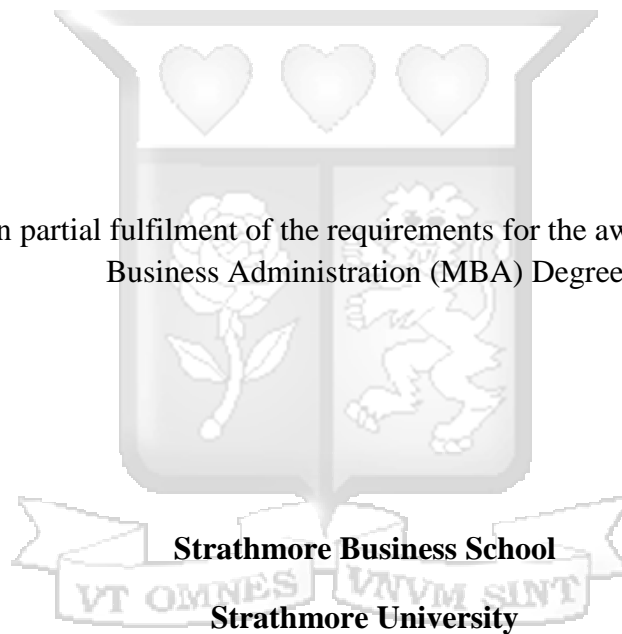 n partial fulfilment of the requirements for the aw
Business Administration (MBA) Degree
Strathmore Business School
VT OMNES VNVM SINT
Strathmore University